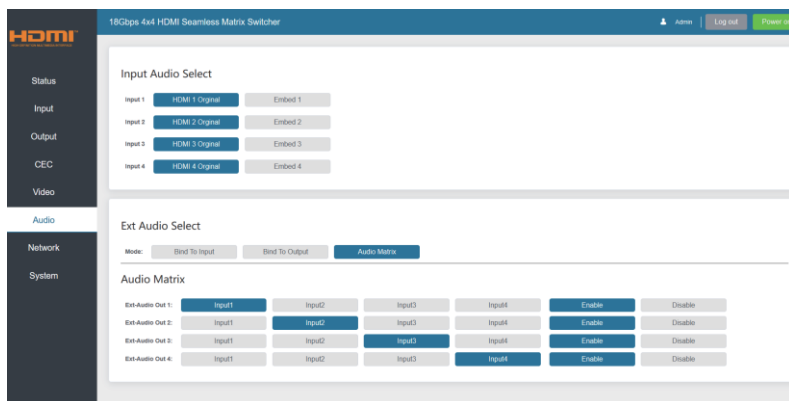 HDMI
18Gbps 4x4 HDMI Seamless Matrix Switcher
Admin
Log out
Power on
Status
Input
Output
CEC
Video
Audio
Network
System
Input Audio Select
Input 1 HDMI 1 Orginal Embed 1
Input 2 HDMI 2 Orginal Embed 2
Input 3 HDMI 3 Orginal Embed 3
Input 4 HDMI 4 Orginal Embed 4
Ext Audio Select
Mode: Bind To Input Bind To Output Audio Matrix
Audio Matrix
Ext-Audio Out 1: Input1 Input2 Input3 Input4 Enable Disable
Ext-Audio Out 2: Input1 Input2 Input3 Input4 Enable Disable
Ext-Audio Out 3: Input1 Input2 Input3 Input4 Enable Disable
Ext-Audio Out 4: Input1 Input2 Input3 Input4 Enable Disable